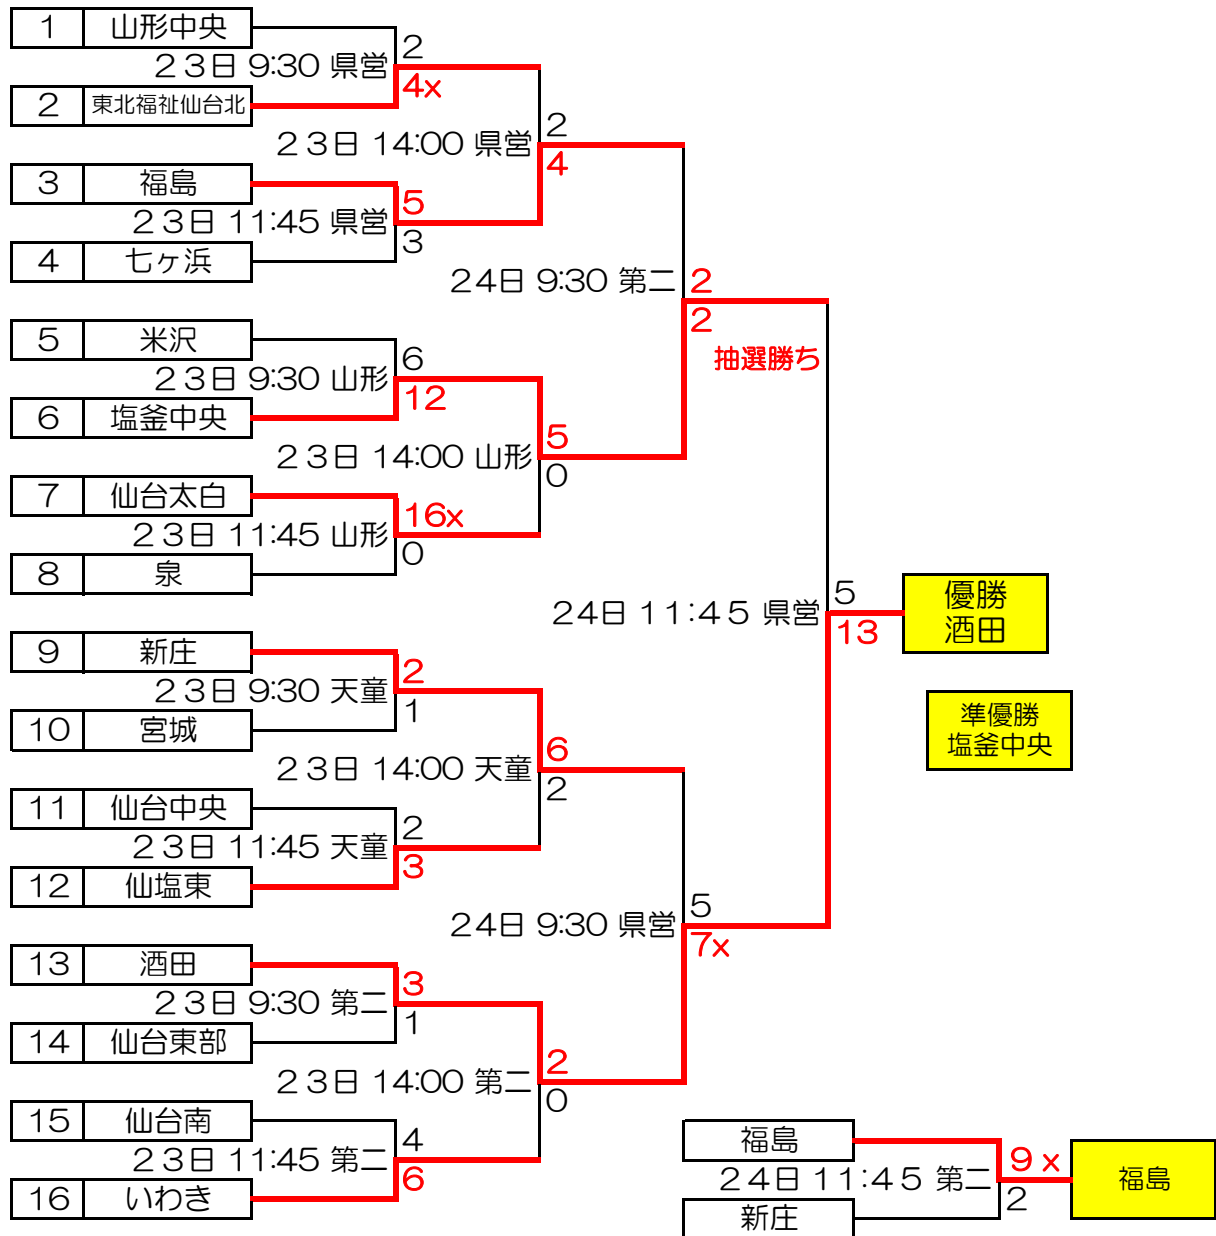 1 山形中央
2
２３日 9:30 県営
4x
2 東北福祉仙台北
2
２３日 14:00 県営
4
3 福島
5
２３日 11:45 県営
3
4 七ヶ浜
24日 9:30 第二
2
2
抽選勝ち
5 米沢
6
２３日 9:30 山形
12
6 塩釜中央
5
２３日 14:00 山形
0
7 仙台太白
16x
２３日 11:45 山形
0
8 泉
5
24日 １１：４５ 県営
13
優勝
酒田
9 新庄
2
２３日 9:30 天童
1
10 宮城
準優勝
塩釜中央
6
２３日 14:00 天童
2
11 仙台中央
2
２３日 11:45 天童
3
12 仙塩東
5
24日 9:30 県営
7x
13 酒田
3
２３日 9:30 第二
1
14 仙台東部
2
２３日 14:00 第二
0
15 仙台南
4
２３日 11:45 第二
6
16 いわき
福島
９ｘ
２４日 １１：４５ 第二
2
新庄
福島